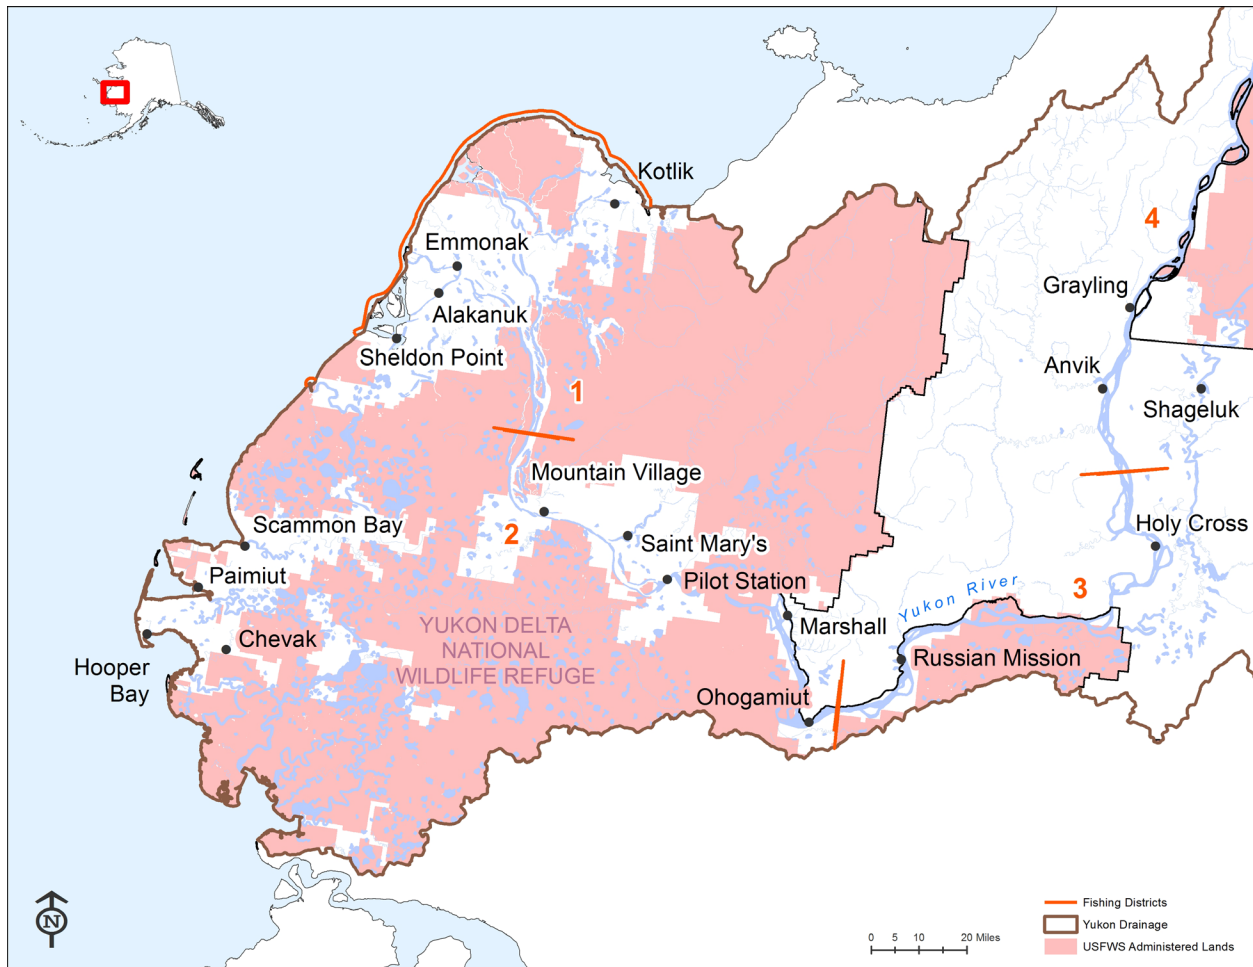 Kotlik
4
Emmonak
Grayling
Alakanuk
Sheldon Point
Anvik
1
Shageluk
Mountain Village
Scammon Bay
2
Holy Cross
Saint Mary's
Paimiut
Pilot Station
3
Yukon River
Marshall
YUKON DELTA
NATIONAL
WILDLIFE REFUGE
Chevak
Hooper
Bay
Russian Mission
Ohogamiut
N
Fishing Districts
Yukon Drainage
USFWS Administered Lands
0 5 10 20 Miles